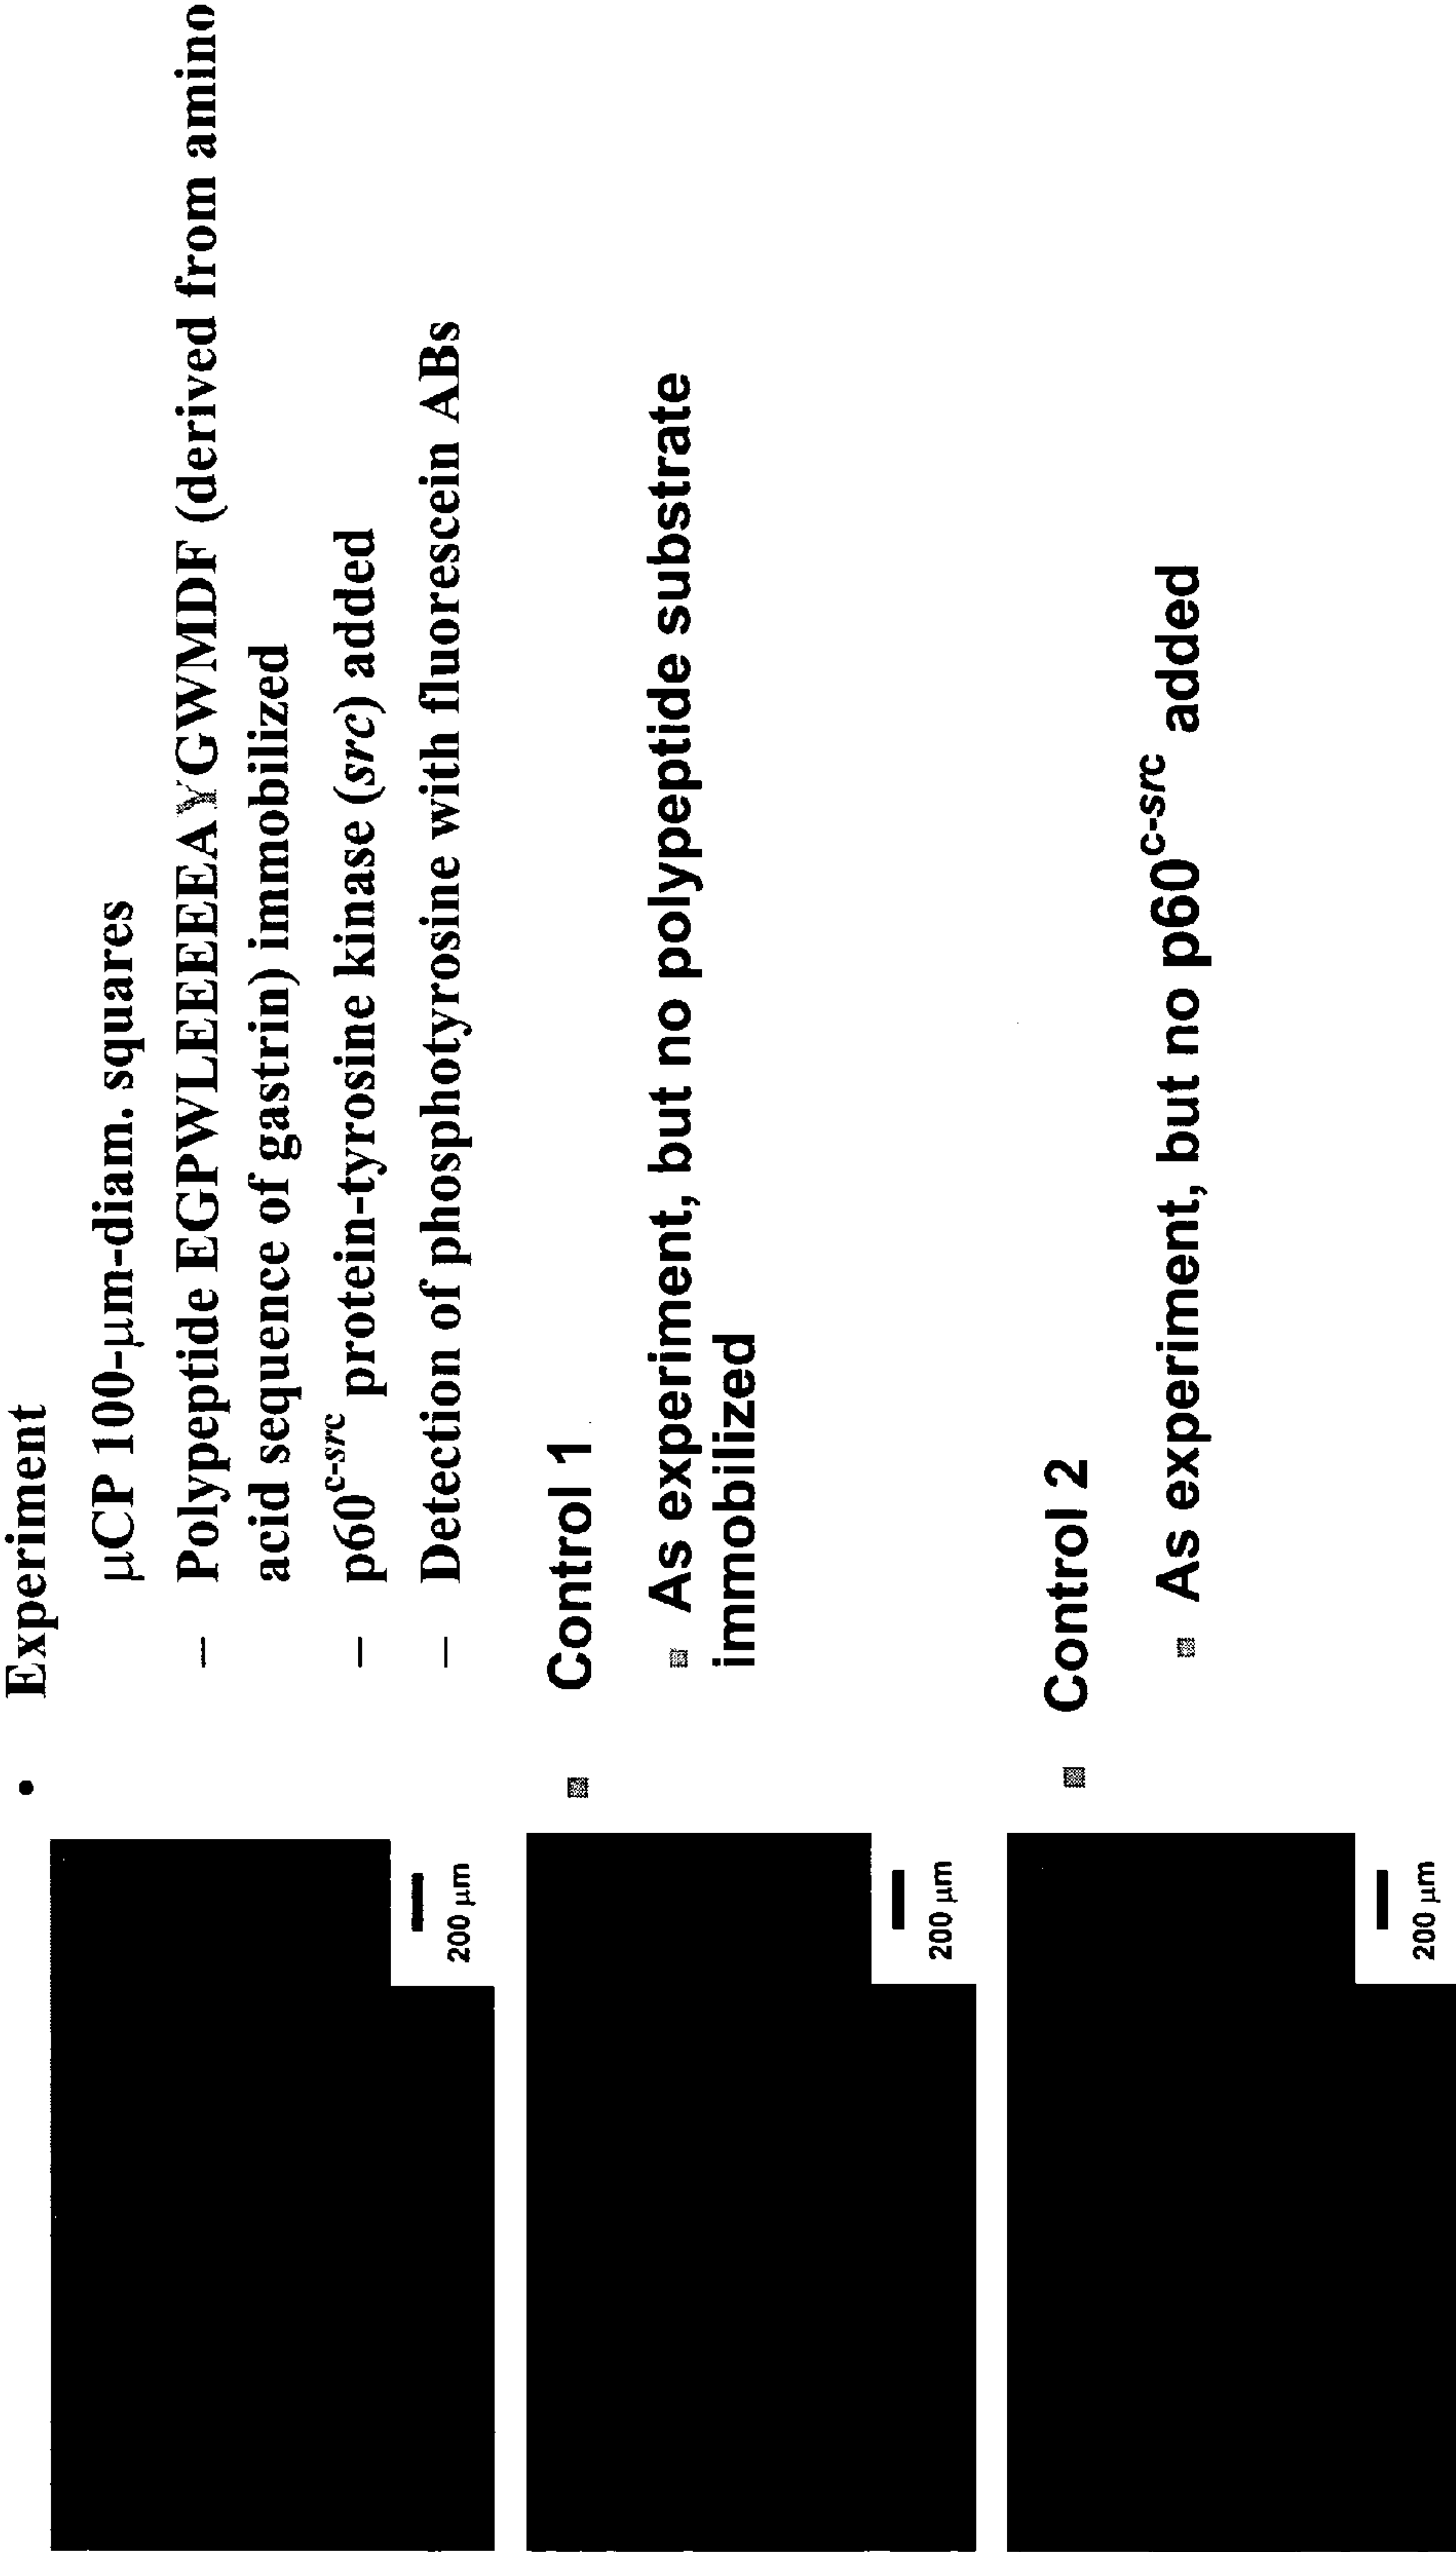 • Experiment
μCP 100-μm-diam. squares
– Polypeptide EGPWLEEEEEAYGWMDF (derived from amino
acid sequence of gastrin) immobilized
– p60c-src protein-tyrosine kinase (src) added
– Detection of phosphotyrosine with fluorescein ABs
200 μm
Control 1
As experiment, but no polypeptide substrate
immobilized
200 μm
Control 2
As experiment, but no p60c-src added
200 μm